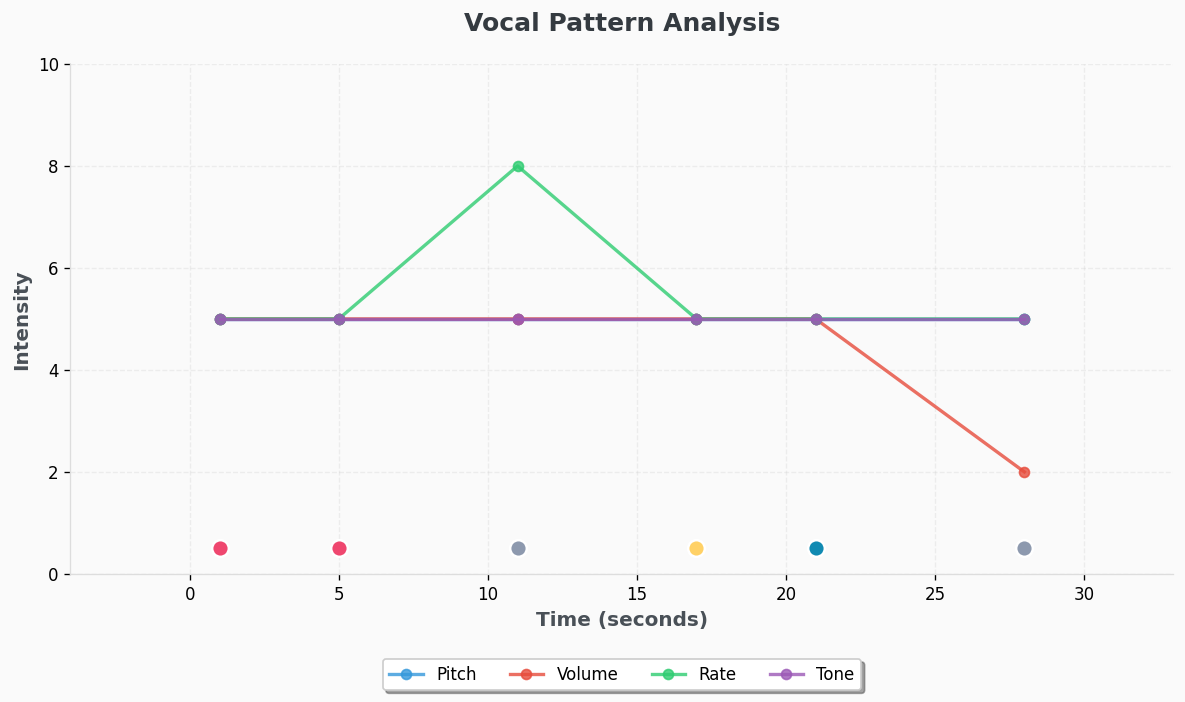 Vocal Pattern Analysis
10
8
6
4
2
0
Intensity
0 5 10 15 20 25 30
Time (seconds)
Pitch Volume Rate Tone